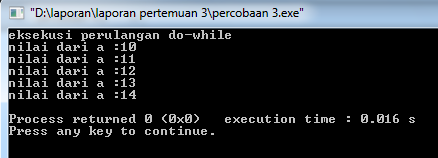 "D:\laporan\laporan pertemuan 3\percobaan 3.exe"
eksekusi perulangan do-while
nilai dari a :10
nilai dari a :11
nilai dari a :12
nilai dari a :13
nilai dari a :14
Process returned 0 (0x0)   execution time : 0.016 s
Press any key to continue.